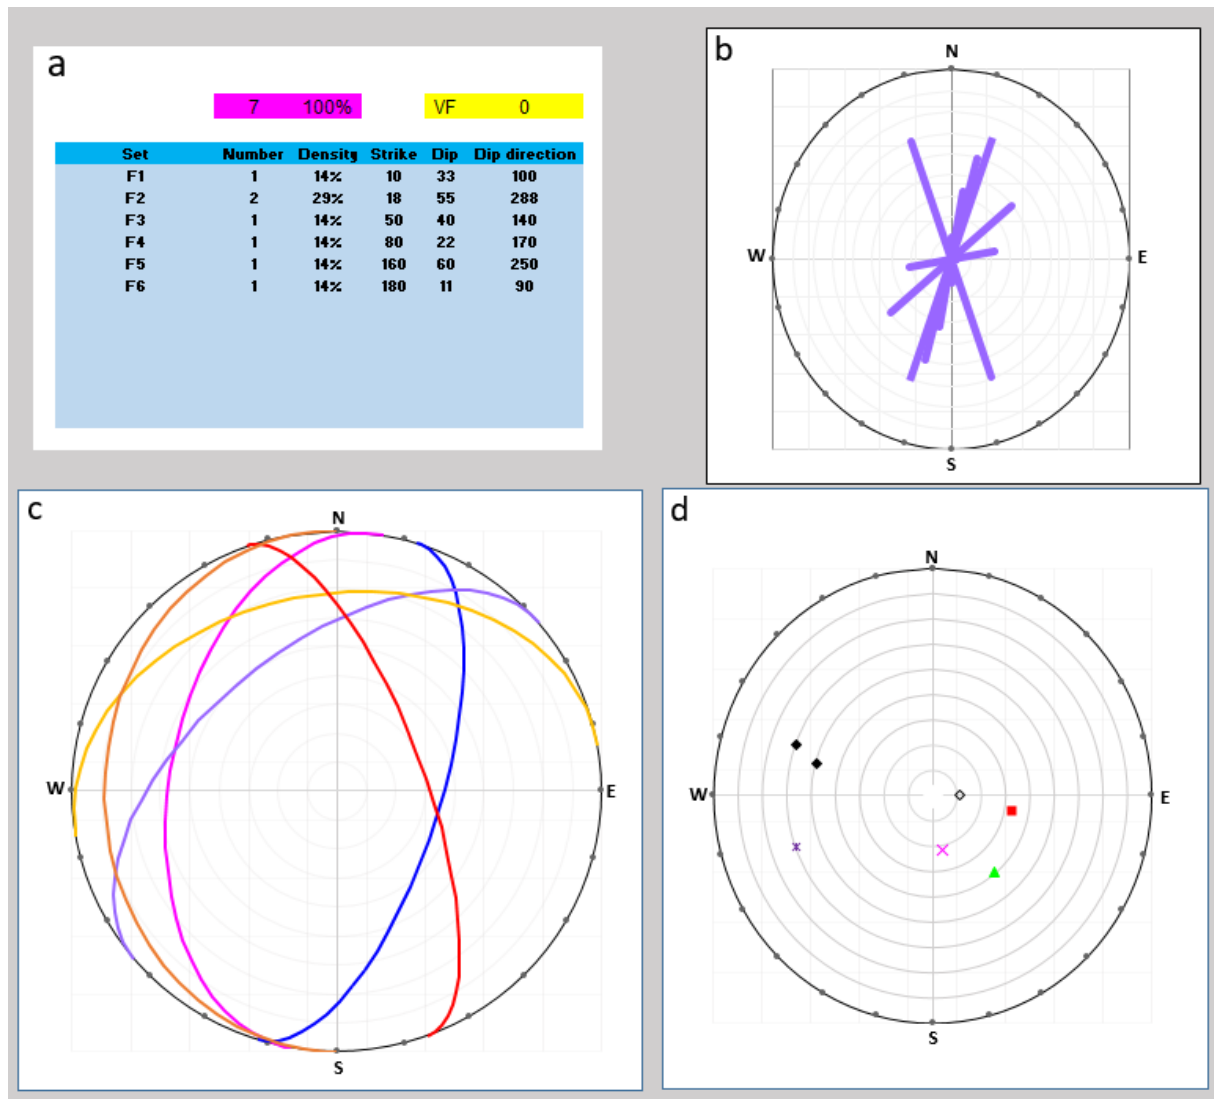 a
7 100% VF 0
Set Number Density Strike Dip Dip direction
F1 1 14% 10 33 100
F2 2 29% 18 55 288
F3 1 14% 50 40 140
F4 1 14% 80 22 170
F5 1 14% 160 60 250
F6 1 14% 180 11 90
b
N
W
E
S
c
N
W
E
S
d
N
W
E
S